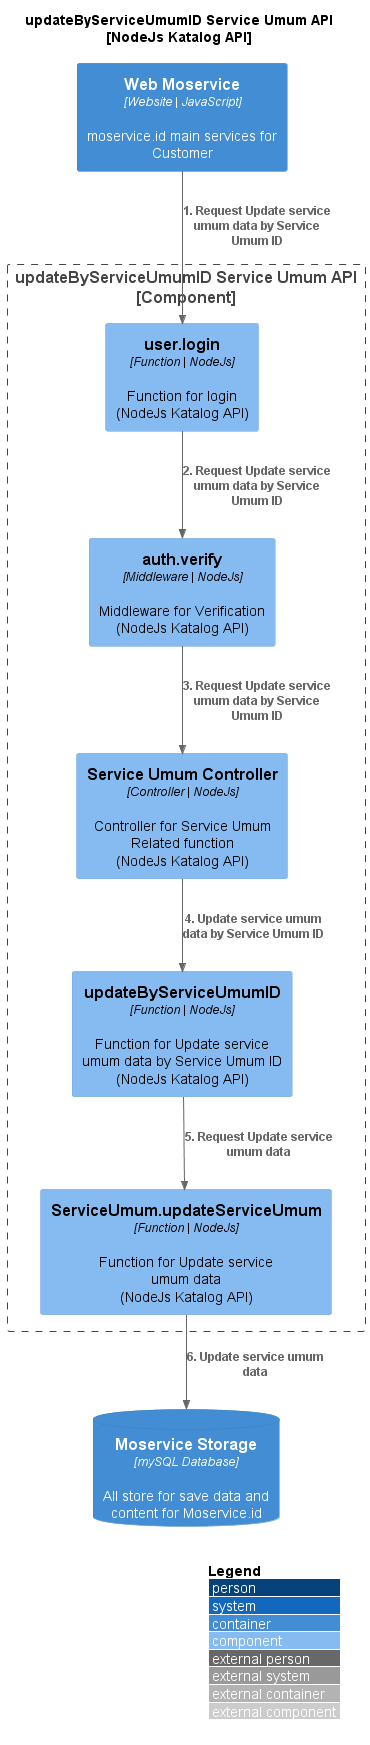 updateByServiceUmumID Service Umum API
[NodeJs Katalog API]
Web Moservice
[Website | JavaScript]
moservice.id main services for
Customer
1. Request Update service
umum data by Service
Umum ID
updateByServiceUmumID Service Umum API
[Component]
user.login
[Function | NodeJs]
Function for login
(NodeJs Katalog API)
2. Request Update service
umum data by Service
Umum ID
auth.verify
[Middleware | NodeJs]
Middleware for Verification
(NodeJs Katalog API)
3. Request Update service
umum data by Service
Umum ID
Service Umum Controller
[Controller | NodeJs]
Controller for Service Umum
Related function
(NodeJs Katalog API)
4. Update service umum
data by Service Umum ID
updateByServiceUmumID
[Function | NodeJs]
Function for Update service
umum data by Service Umum ID
(NodeJs Katalog API)
5. Request Update service
umum data
ServiceUmum.updateServiceUmum
[Function | NodeJs]
Function for Update service
umum data
(NodeJs Katalog API)
6. Update service umum
data
Moservice Storage
[mySQL Database]
All store for save data and
content for Moservice.id
Legend
person
system
container
component
external person
external system
external container
external component